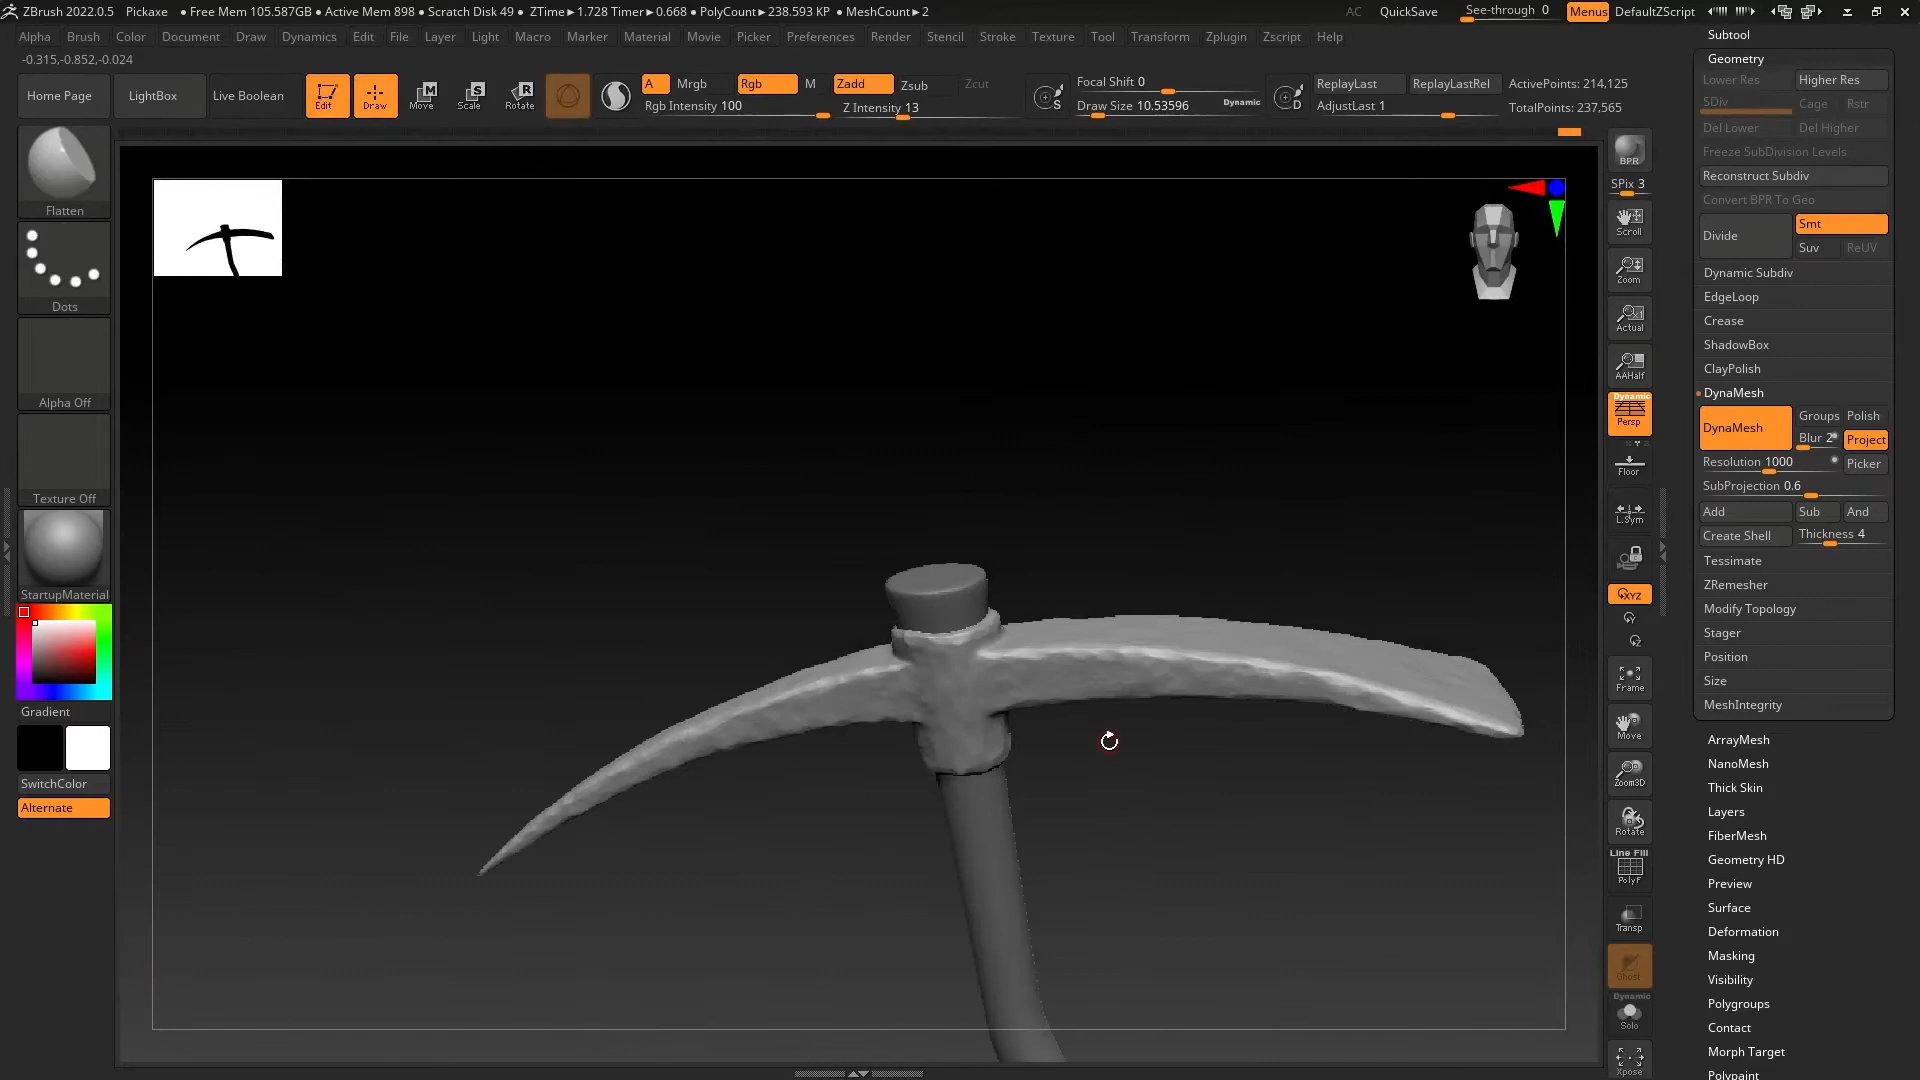 ZBrush 2022.0.5 Pickaxe ● Free Mem 105.587GB ● Active Mem 898 ● Scratch Disk 49 ● ZTime►1.728 Timer►0.668 ● PolyCount►238.593 KP ● MeshCount►2 AC QuickSave See-through 0 Menus DefaultZScript
Alpha Brush Color Document Draw Dynamics Edit File Layer Light Macro Marker Material Movie Picker Preferences Render Stencil Stroke Texture Tool Transform Zplugin Zscript Help
-0.315,-0.852,-0.024
Home Page LightBox Live Boolean Edit Draw Move Scale Rotate
A Mrgb Rgb M Zadd Zsub Zcut
Rgb Intensity 100 Z Intensity 13
S Focal Shift 0
Draw Size 10.53596 Dynamic
D ReplayLast ReplayLastRel ActivePoints: 214,125
AdjustLast 1 TotalPoints: 237,565
Flatten
Dots
Alpha Off
Texture Off
StartupMaterial
Gradient
SwitchColor
Alternate
BPR
SPix 3
Scroll
Zoom
Actual
AAHalf
Dynamic
Persp
Floor
L.Sym
XYZ
Y
Z
Frame
Move
Zoom3D
Rotate
Line Fill
PolyF
Transp
Ghost
Dynamic
Solo
Xpose
Subtool
Geometry
Lower Res Higher Res
SDiv Cage Rstr
Del Lower Del Higher
Freeze SubDivision Levels
Reconstruct Subdiv
Convert BPR To Geo
Divide Smt
Suv ReUV
Dynamic Subdiv
EdgeLoop
Crease
ShadowBox
ClayPolish
DynaMesh
DynaMesh Groups Polish
Blur 2 Project
Resolution 1000 Picker
SubProjection 0.6
Add Sub And
Create Shell Thickness 4
Tessimate
ZRemesher
Modify Topology
Stager
Position
Size
MeshIntegrity
ArrayMesh
NanoMesh
Thick Skin
Layers
FiberMesh
Geometry HD
Preview
Surface
Deformation
Masking
Visibility
Polygroups
Contact
Morph Target
Polypaint